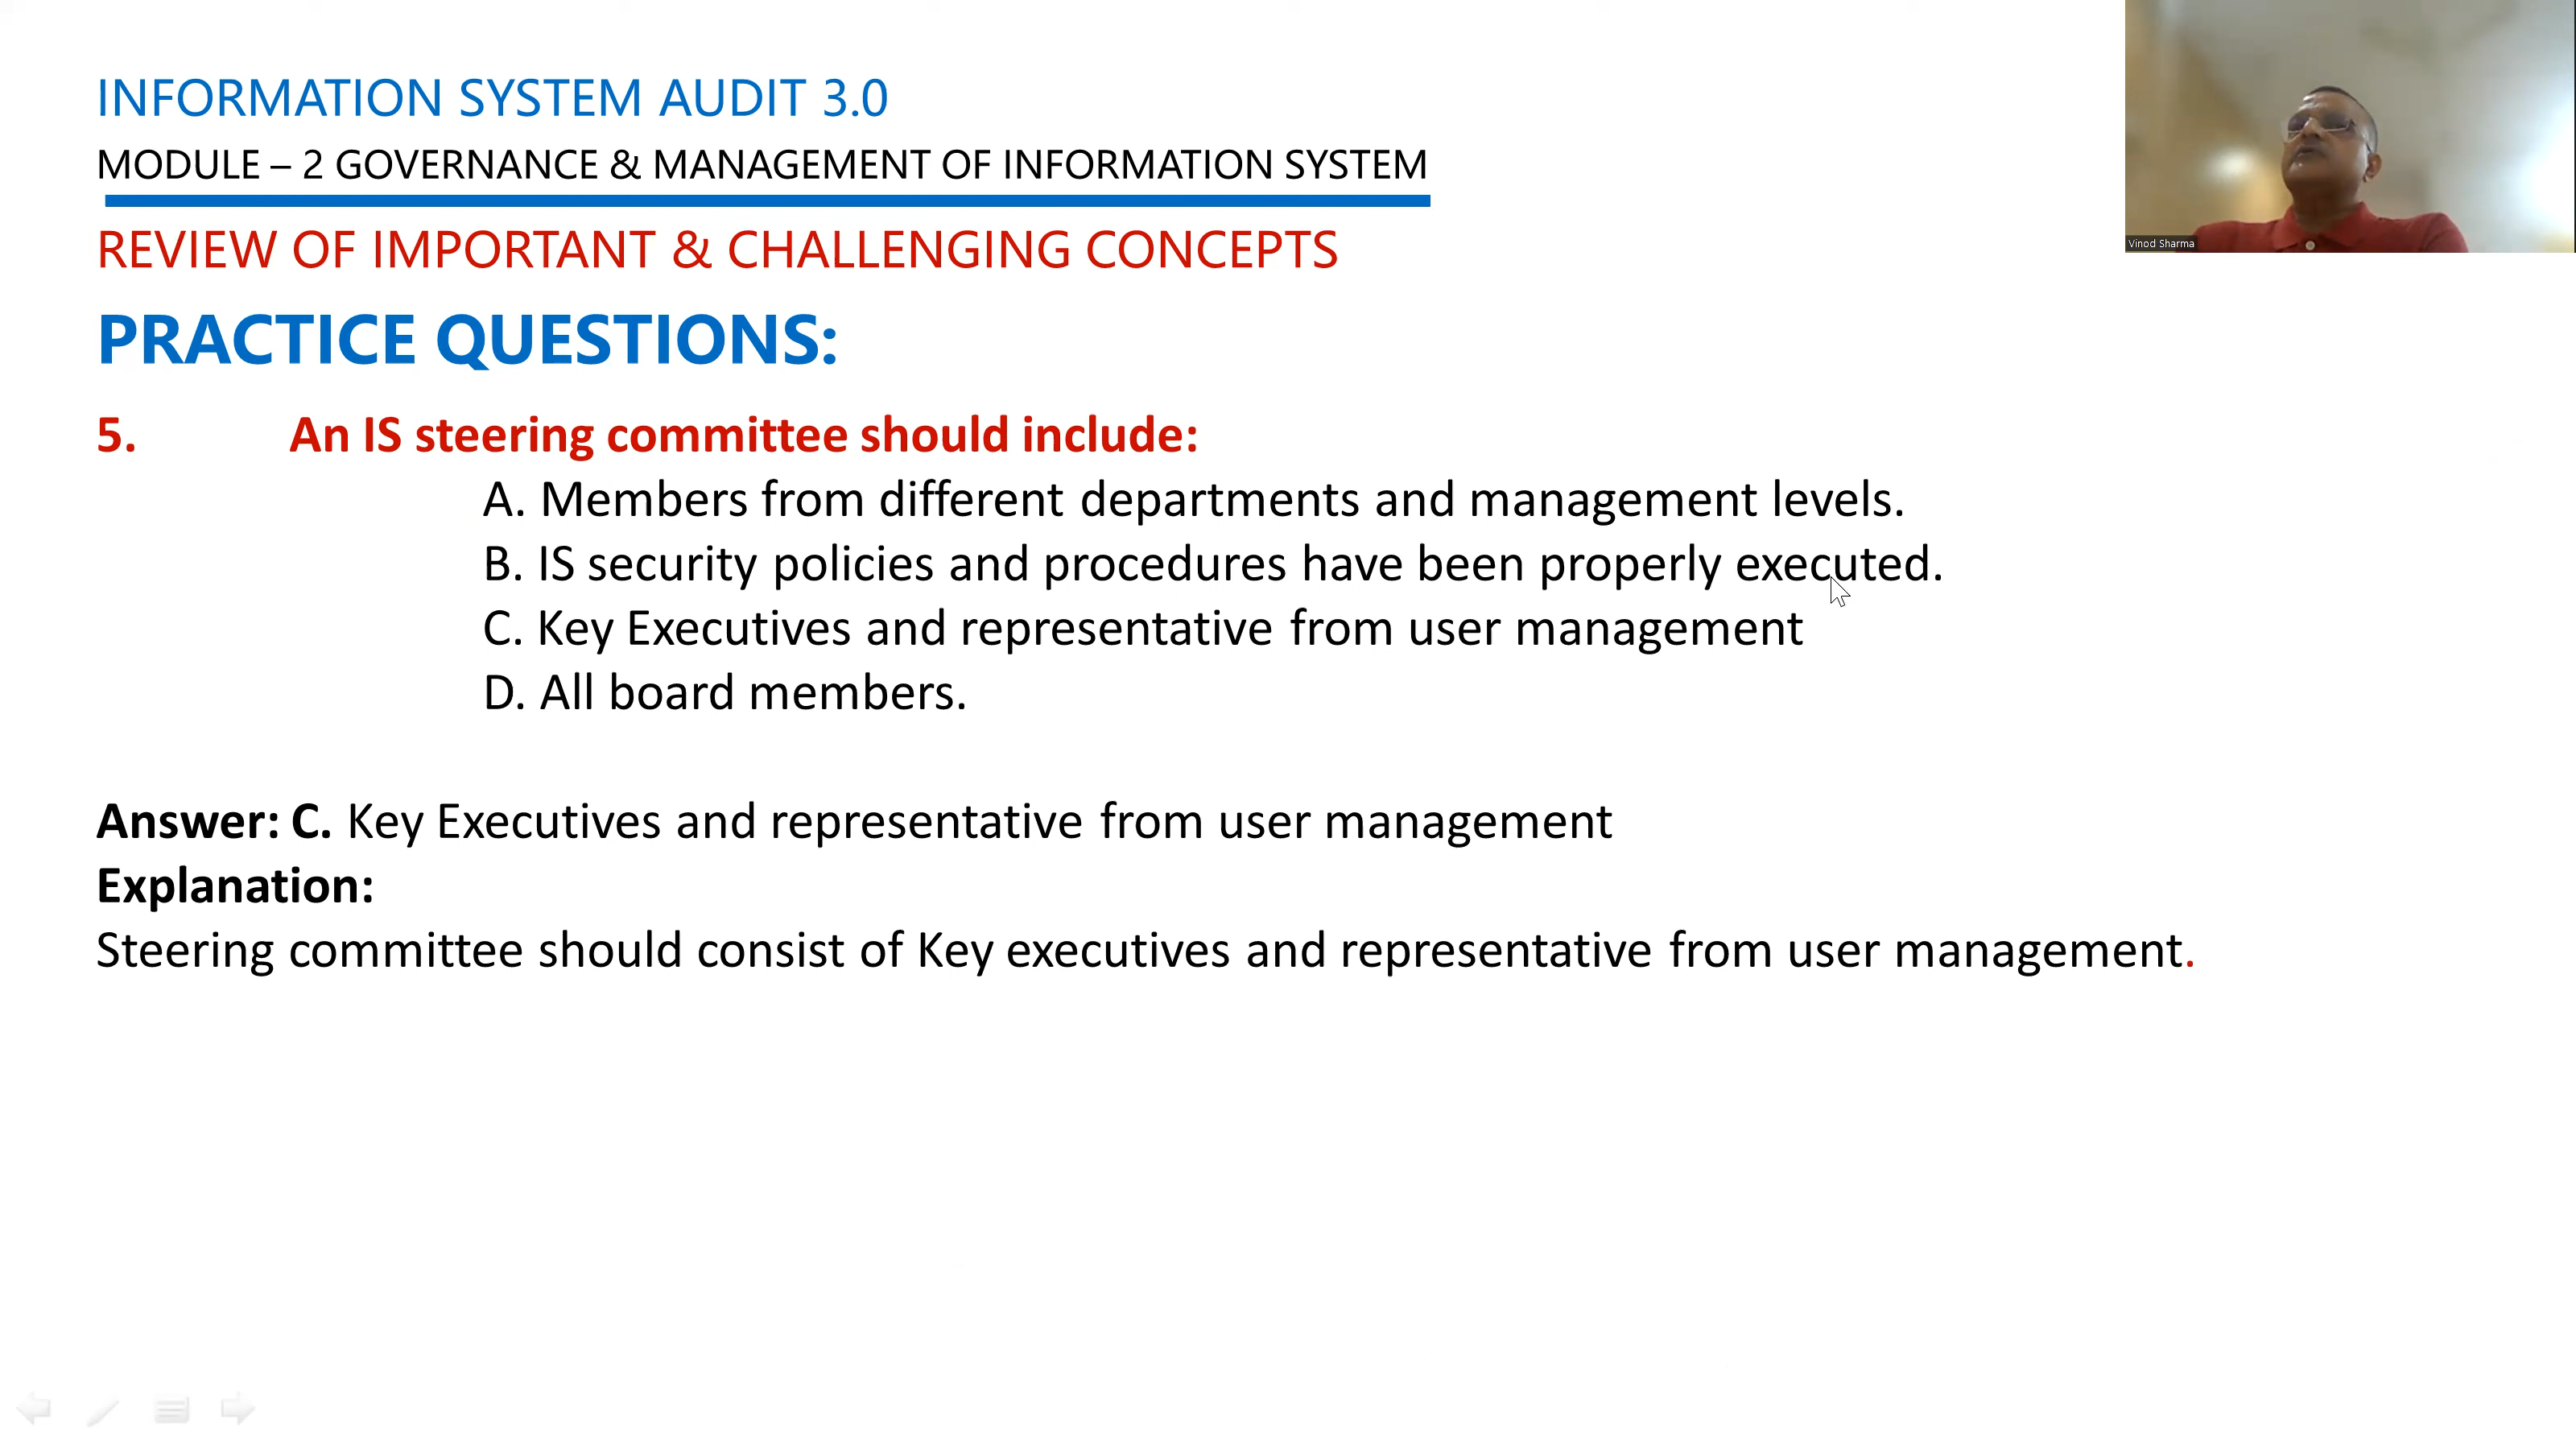 INFORMATION SYSTEM AUDIT 3.0
MODULE – 2 GOVERNANCE & MANAGEMENT OF INFORMATION SYSTEM
REVIEW OF IMPORTANT & CHALLENGING CONCEPTS
PRACTICE QUESTIONS:
5. An IS steering committee should include:
A. Members from different departments and management levels.
B. IS security policies and procedures have been properly executed.
C. Key Executives and representative from user management
D. All board members.
Answer: C. Key Executives and representative from user management
Explanation:
Steering committee should consist of Key executives and representative from user management.
Vinod Sharma